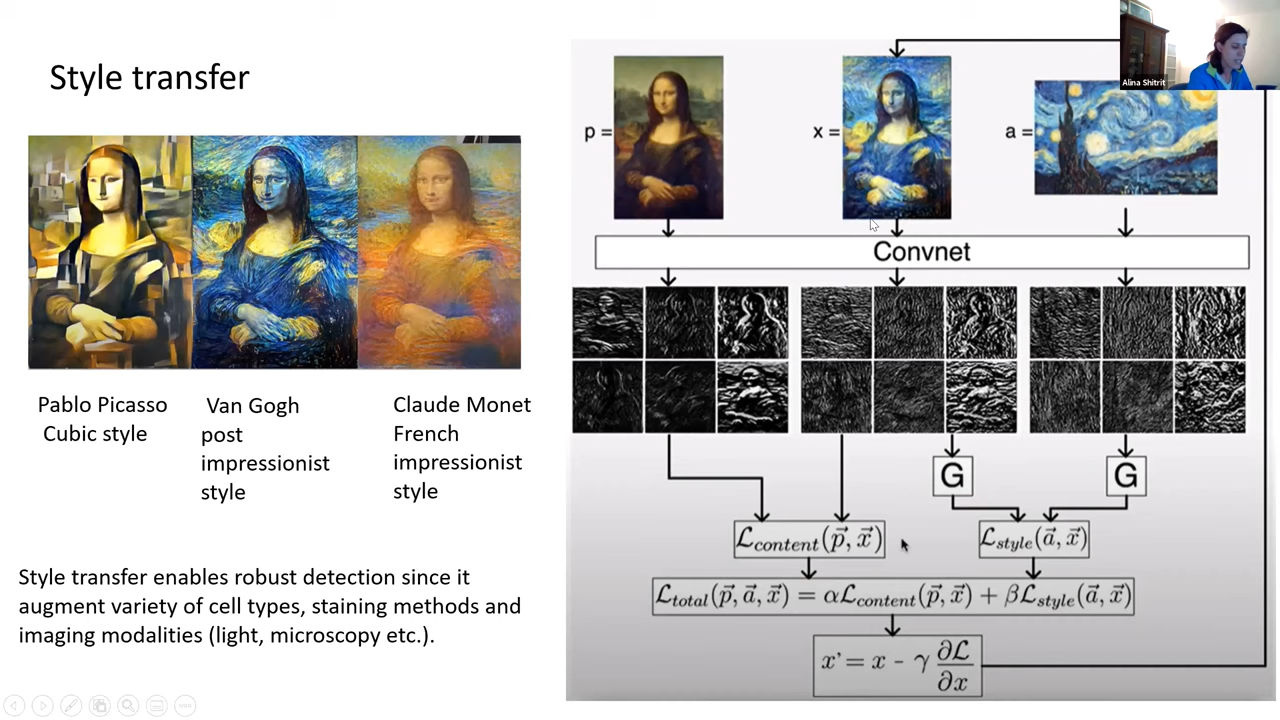 Style transfer
Alina Shitrit
p =
x =
a =
Convnet
Pablo Picasso
Cubic style
Van Gogh
post
impressionist
style
Claude Monet
French
impressionist
style
G
G
ℒcontent(p⃗, x⃗)
ℒstyle(a⃗, x⃗)
ℒtotal(p⃗, a⃗, x⃗) = αℒcontent(p⃗, x⃗) + βℒstyle(a⃗, x⃗)
x' = x - γ ∂ℒ/∂x
Style transfer enables robust detection since it
augment variety of cell types, staining methods and
imaging modalities (light, microscopy etc.).